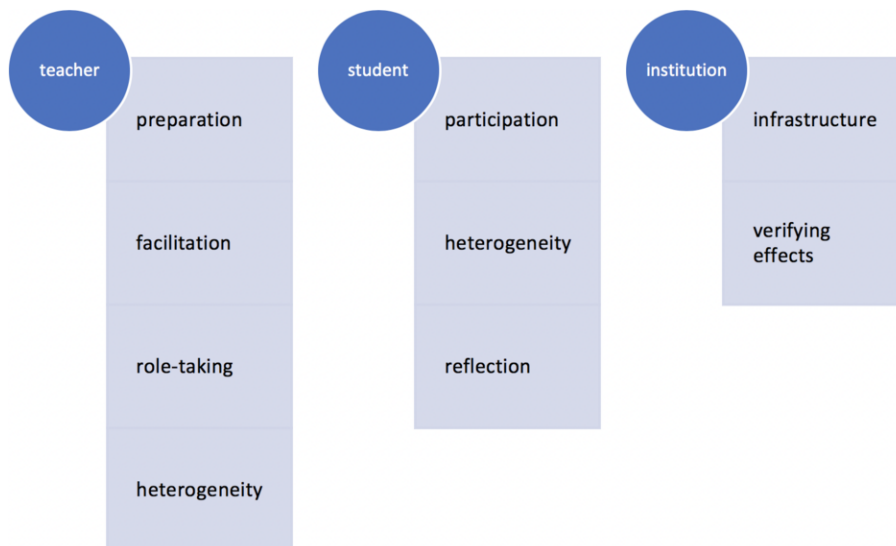 teacher
preparation
facilitation
role-taking
heterogeneity
student
participation
heterogeneity
reflection
institution
infrastructure
verifying
effects